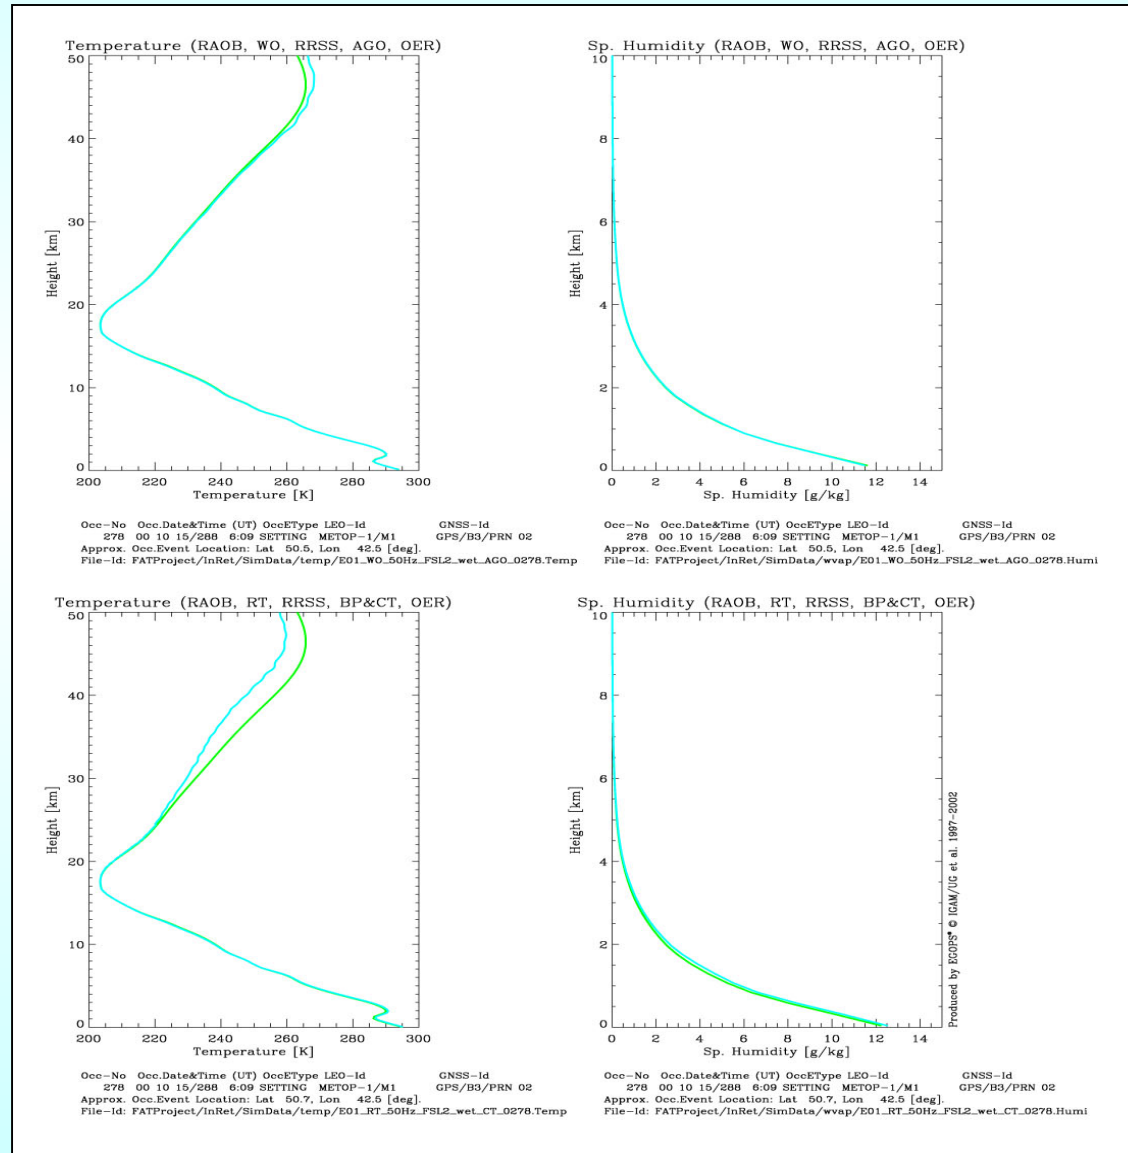 Temperature (RAOB, WO, RRSS, AGO, OER)
50
40
30
20
10
0
Height [km]
200 220 240 260 280 300
Temperature [K]
Occ-No Occ.Date&Time (UT) OccEType LEO-Id GNSS-Id
278 00 10 15/288 6:09 SETTING METOP-1/M1 GPS/B3/PRN 02
Approx. Occ.Event Location: Lat 50.5, Lon 42.5 [deg].
File-Id: FATProject/InRet/SimData/temp/E01_WO_50Hz_FSL2_wet_AGO_0278.Temp
Sp. Humidity (RAOB, WO, RRSS, AGO, OER)
10
8
6
4
2
0
Height [km]
0 2 4 6 8 10 12 14
Sp. Humidity [g/kg]
Occ-No Occ.Date&Time (UT) OccEType LEO-Id GNSS-Id
278 00 10 15/288 6:09 SETTING METOP-1/M1 GPS/B3/PRN 02
Approx. Occ.Event Location: Lat 50.5, Lon 42.5 [deg].
File-Id: FATProject/InRet/SimData/wvap/E01_WO_50Hz_FSL2_wet_AGO_0278.Humi
Temperature (RAOB, RT, RRSS, BP&CT, OER)
50
40
30
20
10
0
Height [km]
200 220 240 260 280 300
Temperature [K]
Occ-No Occ.Date&Time (UT) OccEType LEO-Id GNSS-Id
278 00 10 15/288 6:09 SETTING METOP-1/M1 GPS/B3/PRN 02
Approx. Occ.Event Location: Lat 50.7, Lon 42.5 [deg].
File-Id: FATProject/InRet/SimData/temp/E01_RT_50Hz_FSL2_wet_CT_0278.Temp
Sp. Humidity (RAOB, RT, RRSS, BP&CT, OER)
10
8
6
4
2
0
Height [km]
0 2 4 6 8 10 12 14
Sp. Humidity [g/kg]
Produced by EGOPS® © IGAM/UG et al. 1997-2002
Occ-No Occ.Date&Time (UT) OccEType LEO-Id GNSS-Id
278 00 10 15/288 6:09 SETTING METOP-1/M1 GPS/B3/PRN 02
Approx. Occ.Event Location: Lat 50.7, Lon 42.5 [deg].
File-Id: FATProject/InRet/SimData/wvap/E01_RT_50Hz_FSL2_wet_CT_0278.Humi